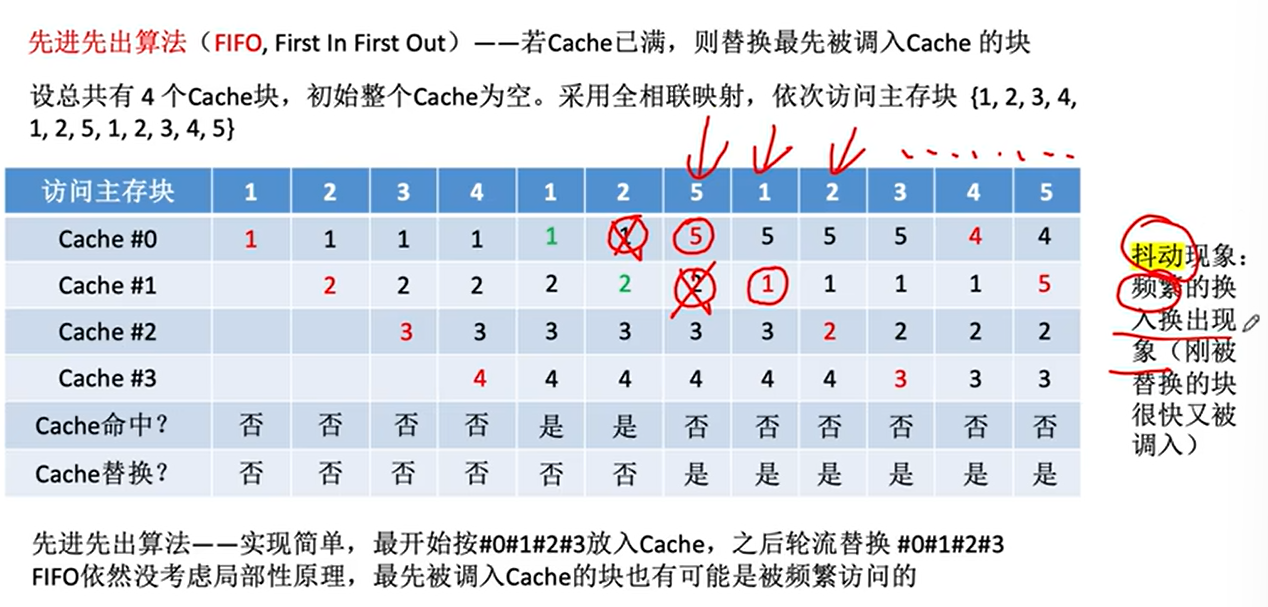 先进先出算法（FIFO, First In First Out）——若Cache已满，则替换最先被调入Cache 的块
设总共有 4 个Cache块，初始整个Cache为空。采用全相联映射，依次访问主存块 {1, 2, 3, 4,
1, 2, 5, 1, 2, 3, 4, 5}
访问主存块 1 2 3 4 1 2 5 1 2 3 4 5
Cache #0 1 1 1 1 1 1 5 5 5 5 4 4
Cache #1 2 2 2 2 2 2 1 1 1 1 5
Cache #2 3 3 3 3 3 3 2 2 2 2
Cache #3 4 4 4 4 4 4 3 3 3
Cache命中？ 否 否 否 否 是 是 否 否 否 否 否 否
Cache替换？ 否 否 否 否 否 否 是 是 是 是 是 是
抖动现象：
频繁的换
入换出现
象（刚被
替换的块
很快又被
调入）
先进先出算法——实现简单，最开始按#0#1#2#3放入Cache，之后轮流替换 #0#1#2#3
FIFO依然没考虑局部性原理，最先被调入Cache的块也有可能是被频繁访问的